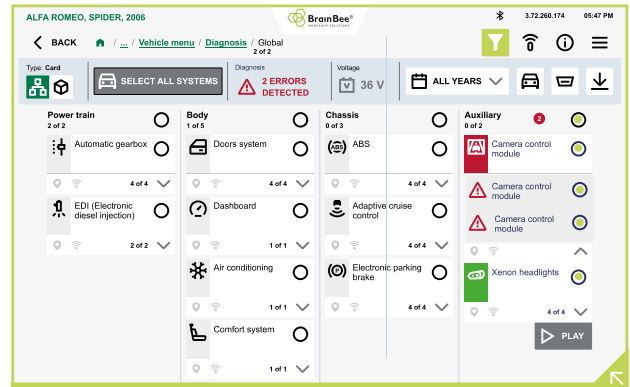 ALFA ROMEO, SPIDER, 2006
BrainBee®
WORKSHOP SOLUTIONS
3.72.260.174
05:47 PM
BACK / ... / Vehicle menu / Diagnosis / Global
2 of 2
Type: Card
SELECT ALL SYSTEMS
Diagnosis
2 ERRORS
DETECTED
Voltage
V
36 V
ALL YEARS
Power train
2 of 2
Automatic gearbox
4 of 4
EDI (Electronic
diesel injection)
2 of 2
Body
1 of 5
Doors system
4 of 4
Dashboard
1 of 1
Air conditioning
1 of 1
Comfort system
1 of 1
Chassis
0 of 3
ABS
ABS
4 of 4
Adaptive cruise
control
4 of 4
(P)
Electronic parking
brake
4 of 4
Auxiliary
0 of 2
2
Camera control
module
Camera control
module
Camera control
module
Xenon headlights
4 of 4
PLAY